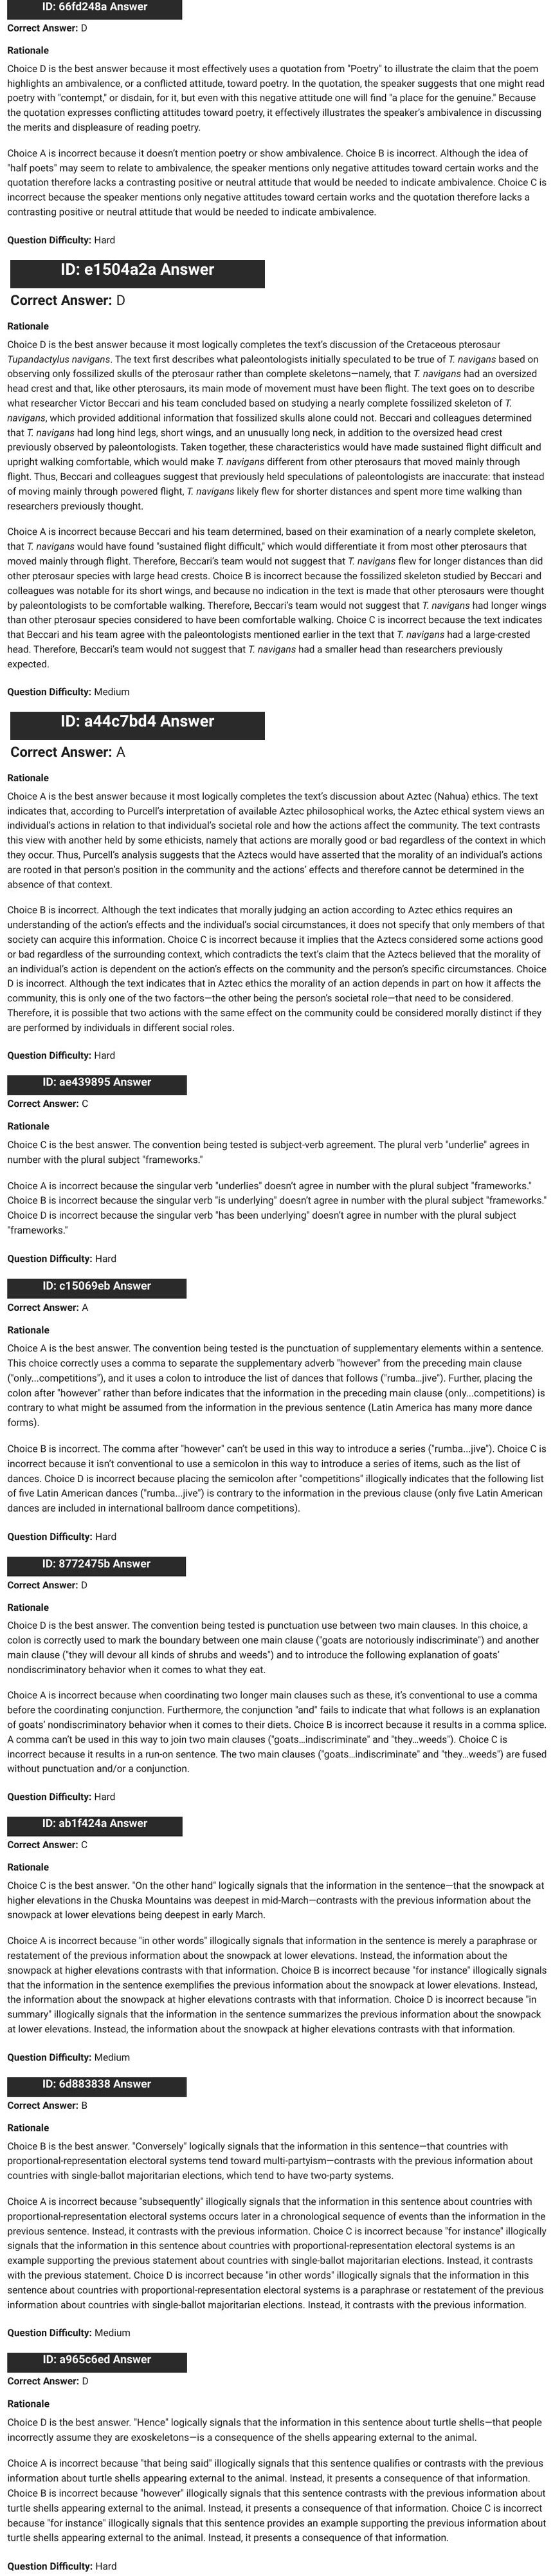 ID: 66fd248a Answer
Correct Answer: D
Rationale
Choice D is the best answer because it most effectively uses a quotation from "Poetry" to illustrate the claim that the poem
highlights an ambivalence, or a conflicted attitude, toward poetry. In the quotation, the speaker suggests that one might read
poetry with "contempt," or disdain, for it, but even with this negative attitude one will find "a place for the genuine." Because
the quotation expresses conflicting attitudes toward poetry, it effectively illustrates the speaker's ambivalence in discussing
the merits and displeasure of reading poetry.
Choice A is incorrect because it doesn't mention poetry or show ambivalence. Choice B is incorrect. Although the idea of
"half poets" may seem to relate to ambivalence, the speaker mentions only negative attitudes toward certain works and the
quotation therefore lacks a contrasting positive or neutral attitude that would be needed to indicate ambivalence. Choice C is
incorrect because the speaker mentions only negative attitudes toward certain works and the quotation therefore lacks a
contrasting positive or neutral attitude that would be needed to indicate ambivalence.
Question Difficulty: Hard
ID: e1504a2a Answer
Correct Answer: D
Rationale
Choice D is the best answer because it most logically completes the text's discussion of the Cretaceous pterosaur
Tupandactylus navigans. The text first describes what paleontologists initially speculated to be true of T. navigans based on
observing only fossilized skulls of the pterosaur rather than complete skeletons—namely, that T. navigans had an oversized
head crest and that, like other pterosaurs, its main mode of movement must have been flight. The text goes on to describe
what researcher Victor Beccari and his team concluded based on studying a nearly complete fossilized skeleton of T.
navigans, which provided additional information that fossilized skulls alone could not. Beccari and colleagues determined
that T. navigans had long hind legs, short wings, and an unusually long neck, in addition to the oversized head crest
previously observed by paleontologists. Taken together, these characteristics would have made sustained flight difficult and
upright walking comfortable, which would make T. navigans different from other pterosaurs that moved mainly through
flight. Thus, Beccari and colleagues suggest that previously held speculations of paleontologists are inaccurate: that instead
of moving mainly through powered flight, T. navigans likely flew for shorter distances and spent more time walking than
researchers previously thought.
Choice A is incorrect because Beccari and his team determined, based on their examination of a nearly complete skeleton,
that T. navigans would have found "sustained flight difficult," which would differentiate it from most other pterosaurs that
moved mainly through flight. Therefore, Beccari's team would not suggest that T. navigans flew for longer distances than did
other pterosaur species with large head crests. Choice B is incorrect because the fossilized skeleton studied by Beccari and
colleagues was notable for its short wings, and because no indication in the text is made that other pterosaurs were thought
by paleontologists to be comfortable walking. Therefore, Beccari's team would not suggest that T. navigans had longer wings
than other pterosaur species considered to have been comfortable walking. Choice C is incorrect because the text indicates
that Beccari and his team agree with the paleontologists mentioned earlier in the text that T. navigans had a large-crested
head. Therefore, Beccari's team would not suggest that T. navigans had a smaller head than researchers previously
expected.
Question Difficulty: Medium
ID: a44c7bd4 Answer
Correct Answer: A
Rationale
Choice A is the best answer because it most logically completes the text's discussion about Aztec (Nahua) ethics. The text
indicates that, according to Purcell's interpretation of available Aztec philosophical works, the Aztec ethical system views an
individual's actions in relation to that individual's societal role and how the actions affect the community. The text contrasts
this view with another held by some ethicists, namely that actions are morally good or bad regardless of the context in which
they occur. Thus, Purcell's analysis suggests that the Aztecs would have asserted that the morality of an individual's actions
are rooted in that person's position in the community and the actions' effects and therefore cannot be determined in the
absence of that context.
Choice B is incorrect. Although the text indicates that morally judging an action according to Aztec ethics requires an
understanding of the action's effects and the individual's social circumstances, it does not specify that only members of that
society can acquire this information. Choice C is incorrect because it implies that the Aztecs considered some actions good
or bad regardless of the surrounding context, which contradicts the text's claim that the Aztecs believed that the morality of
an individual's action is dependent on the action's effects on the community and the person's specific circumstances. Choice
D is incorrect. Although the text indicates that in Aztec ethics the morality of an action depends in part on how it affects the
community, this is only one of the two factors—the other being the person's societal role—that need to be considered.
Therefore, it is possible that two actions with the same effect on the community could be considered morally distinct if they
are performed by individuals in different social roles.
Question Difficulty: Hard
ID: ae439895 Answer
Correct Answer: C
Rationale
Choice C is the best answer. The convention being tested is subject-verb agreement. The plural verb "underlie" agrees in
number with the plural subject "frameworks."
Choice A is incorrect because the singular verb "underlies" doesn't agree in number with the plural subject "frameworks."
Choice B is incorrect because the singular verb "is underlying" doesn't agree in number with the plural subject "frameworks."
Choice D is incorrect because the singular verb "has been underlying" doesn't agree in number with the plural subject
"frameworks."
Question Difficulty: Hard
ID: c15069eb Answer
Correct Answer: A
Rationale
Choice A is the best answer. The convention being tested is the punctuation of supplementary elements within a sentence.
This choice correctly uses a comma to separate the supplementary adverb "however" from the preceding main clause
("only...competitions"), and it uses a colon to introduce the list of dances that follows ("rumba...jive"). Further, placing the
colon after "however" rather than before indicates that the information in the preceding main clause (only...competitions) is
contrary to what might be assumed from the information in the previous sentence (Latin America has many more dance
forms).
Choice B is incorrect. The comma after "however" can't be used in this way to introduce a series ("rumba...jive"). Choice C is
incorrect because it isn't conventional to use a semicolon in this way to introduce a series of items, such as the list of
dances. Choice D is incorrect because placing the semicolon after "competitions" illogically indicates that the following list
of five Latin American dances ("rumba...jive") is contrary to the information in the previous clause (only five Latin American
dances are included in international ballroom dance competitions).
Question Difficulty: Hard
ID: 8772475b Answer
Correct Answer: D
Rationale
Choice D is the best answer. The convention being tested is punctuation use between two main clauses. In this choice, a
colon is correctly used to mark the boundary between one main clause ("goats are notoriously indiscriminate") and another
main clause ("they will devour all kinds of shrubs and weeds") and to introduce the following explanation of goats'
nondiscriminatory behavior when it comes to what they eat.
Choice A is incorrect because when coordinating two longer main clauses such as these, it's conventional to use a comma
before the coordinating conjunction. Furthermore, the conjunction "and" fails to indicate that what follows is an explanation
of goats' nondiscriminatory behavior when it comes to their diets. Choice B is incorrect because it results in a comma splice.
A comma can't be used in this way to join two main clauses ("goats…indiscriminate" and "they…weeds"). Choice C is
incorrect because it results in a run-on sentence. The two main clauses ("goats…indiscriminate" and "they…weeds") are fused
without punctuation and/or a conjunction.
Question Difficulty: Hard
ID: ab1f424a Answer
Correct Answer: C
Rationale
Choice C is the best answer. "On the other hand" logically signals that the information in the sentence—that the snowpack at
higher elevations in the Chuska Mountains was deepest in mid-March—contrasts with the previous information about the
snowpack at lower elevations being deepest in early March.
Choice A is incorrect because "in other words" illogically signals that information in the sentence is merely a paraphrase or
restatement of the previous information about the snowpack at lower elevations. Instead, the information about the
snowpack at higher elevations contrasts with that information. Choice B is incorrect because "for instance" illogically signals
that the information in the sentence exemplifies the previous information about the snowpack at lower elevations. Instead,
the information about the snowpack at higher elevations contrasts with that information. Choice D is incorrect because "in
summary" illogically signals that the information in the sentence summarizes the previous information about the snowpack
at lower elevations. Instead, the information about the snowpack at higher elevations contrasts with that information.
Question Difficulty: Medium
ID: 6d883838 Answer
Correct Answer: B
Rationale
Choice B is the best answer. "Conversely" logically signals that the information in this sentence—that countries with
proportional-representation electoral systems tend toward multi-partyism—contrasts with the previous information about
countries with single-ballot majoritarian elections, which tend to have two-party systems.
Choice A is incorrect because "subsequently" illogically signals that the information in this sentence about countries with
proportional-representation electoral systems occurs later in a chronological sequence of events than the information in the
previous sentence. Instead, it contrasts with the previous information. Choice C is incorrect because "for instance" illogically
signals that the information in this sentence about countries with proportional-representation electoral systems is an
example supporting the previous statement about countries with single-ballot majoritarian elections. Instead, it contrasts
with the previous statement. Choice D is incorrect because "in other words" illogically signals that the information in this
sentence about countries with proportional-representation electoral systems is a paraphrase or restatement of the previous
information about countries with single-ballot majoritarian elections. Instead, it contrasts with the previous information.
Question Difficulty: Medium
ID: a965c6ed Answer
Correct Answer: D
Rationale
Choice D is the best answer. "Hence" logically signals that the information in this sentence about turtle shells—that people
incorrectly assume they are exoskeletons—is a consequence of the shells appearing external to the animal.
Choice A is incorrect because "that being said" illogically signals that this sentence qualifies or contrasts with the previous
information about turtle shells appearing external to the animal. Instead, it presents a consequence of that information.
Choice B is incorrect because "however" illogically signals that this sentence contrasts with the previous information about
turtle shells appearing external to the animal. Instead, it presents a consequence of that information. Choice C is incorrect
because "for instance" illogically signals that this sentence provides an example supporting the previous information about
turtle shells appearing external to the animal. Instead, it presents a consequence of that information.
Question Difficulty: Hard